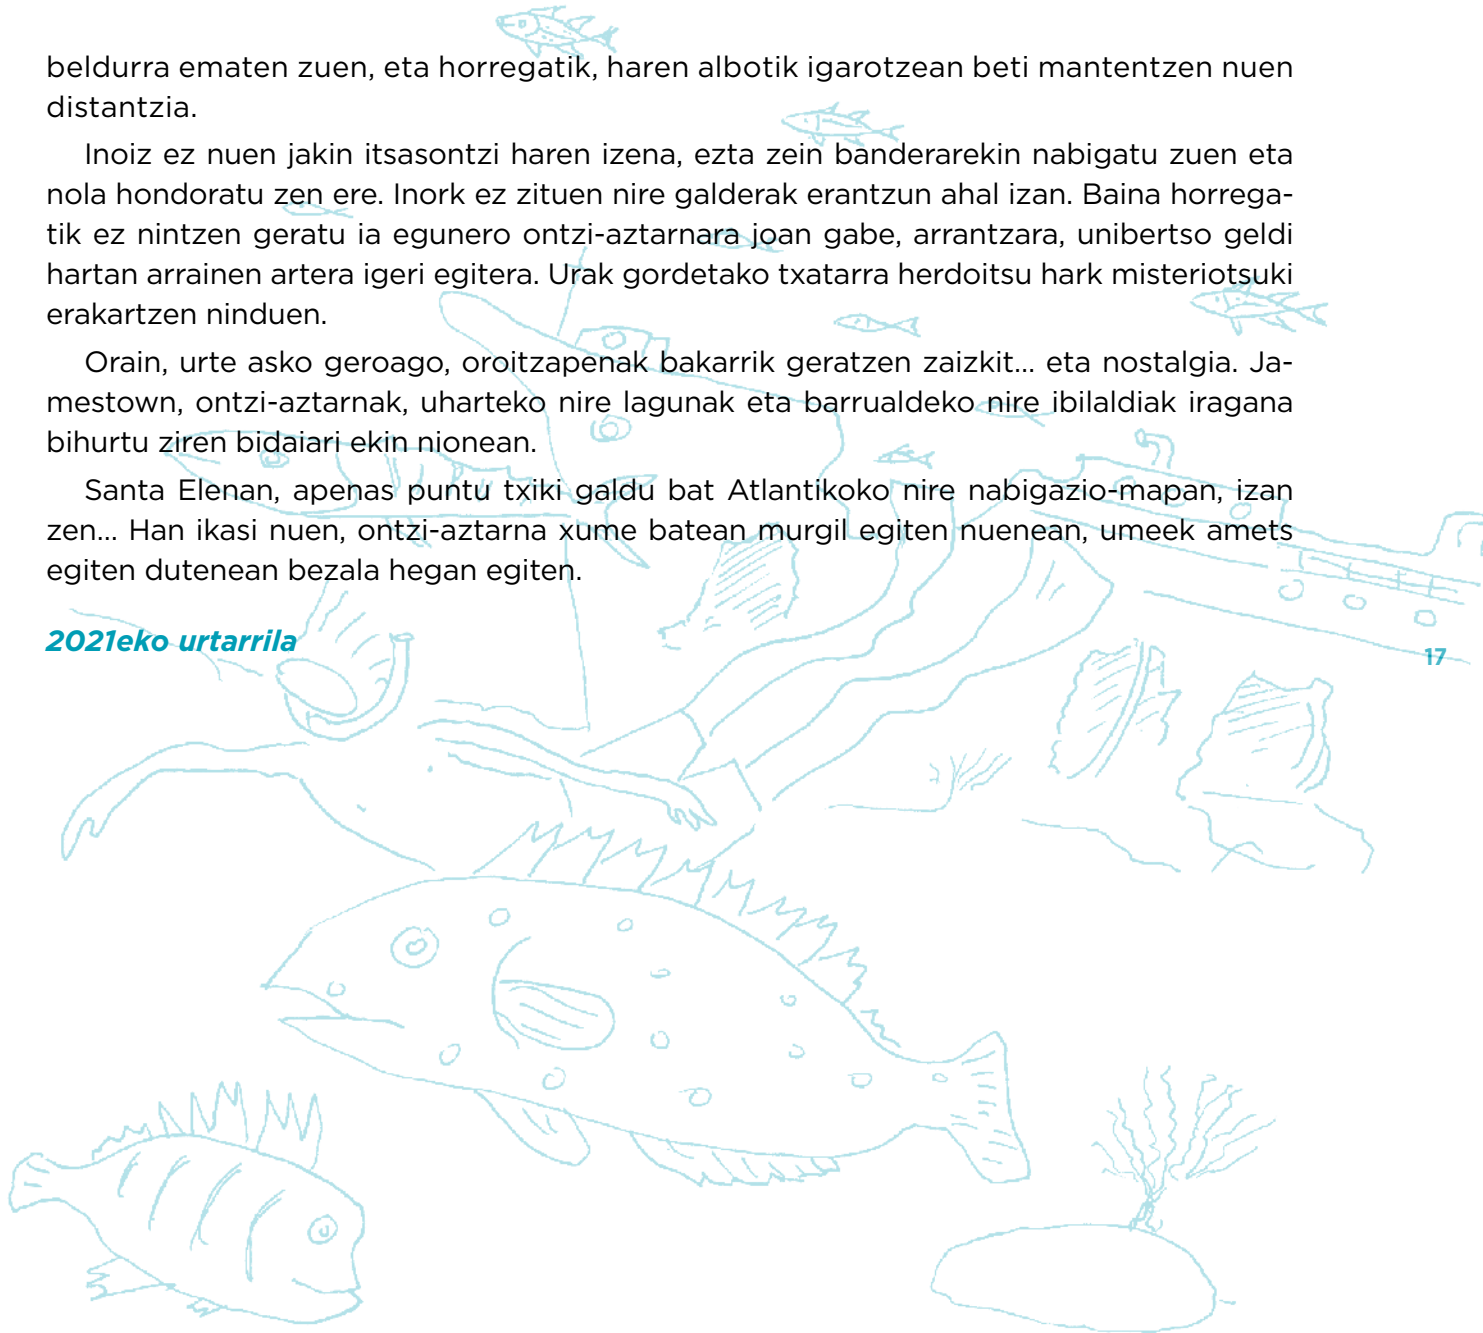 beldurra ematen zuen, eta horregatik, haren albotik igarotzean beti mantentzen nuen
distantzia.
Inoiz ez nuen jakin itsasontzi haren izena, ezta zein banderarekin nabigatu zuen eta
nola hondoratu zen ere. Inork ez zituen nire galderak erantzun ahal izan. Baina horrega-
tik ez nintzen geratu ia egunero ontzi-aztarnara joan gabe, arrantzara, unibertso geldi
hartan arrainen artera igeri egitera. Urak gordetako txatarra herdoitsu hark misteriotsuki
erakartzen ninduen.
Orain, urte asko geroago, oroitzapenak bakarrik geratzen zaizkit... eta nostalgia. Ja-
mestown, ontzi-aztarnak, uharteko nire lagunak eta barrualdeko nire ibilaldiak iragana
bihurtu ziren bidaiari ekin nionean.
Santa Elenan, apenas puntu txiki galdu bat Atlantikoko nire nabigazio-mapan, izan
zen... Han ikasi nuen, ontzi-aztarna xume batean murgil egiten nuenean, umeek amets
egiten dutenean bezala hegan egiten.
2021eko urtarrila
17